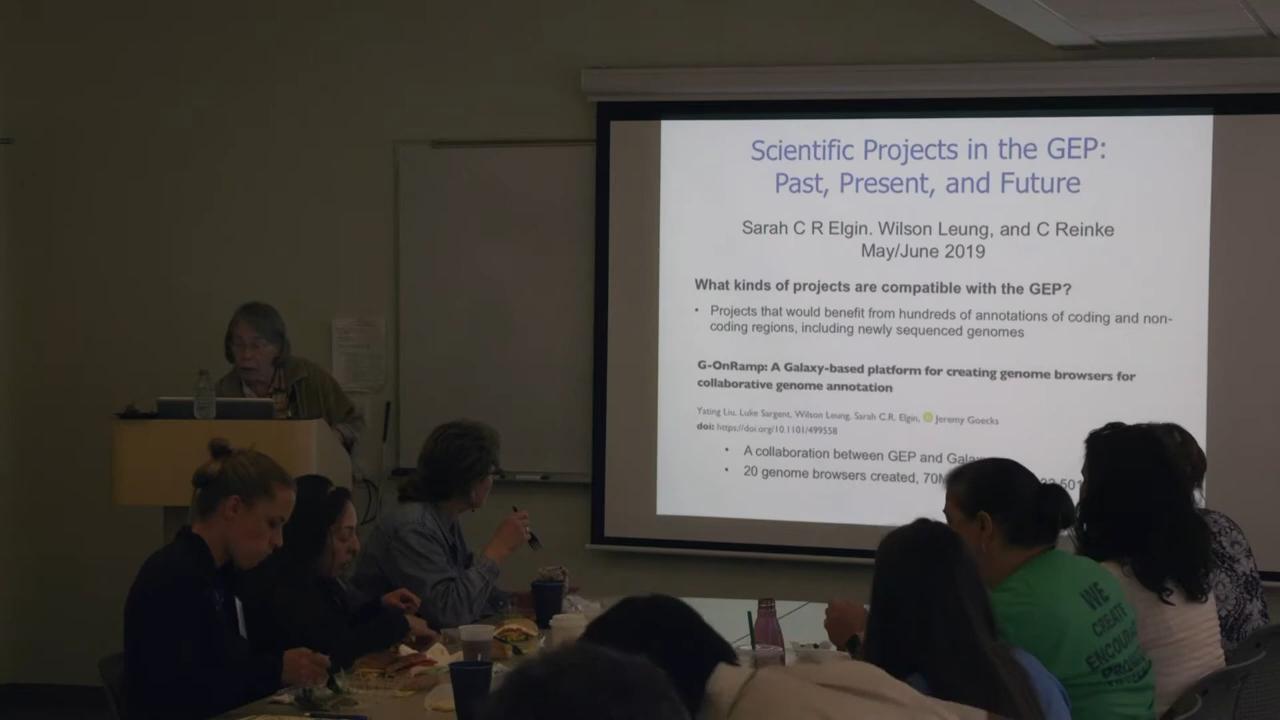 Scientific Projects in the GEP:
Past, Present, and Future
Sarah C R Elgin. Wilson Leung, and C Reinke
May/June 2019
What kinds of projects are compatible with the GEP?
• Projects that would benefit from hundreds of annotations of coding and non-
coding regions, including newly sequenced genomes
G-OnRamp: A Galaxy-based platform for creating genome browsers for
collaborative genome annotation
Yating Liu, Luke Sargent, Wilson Leung, Sarah C.R. Elgin, Jeremy Goecks
doi: https://doi.org/10.1101/499558
• A collaboration between GEP and
• 20 genome browsers created,
WE
CREATE